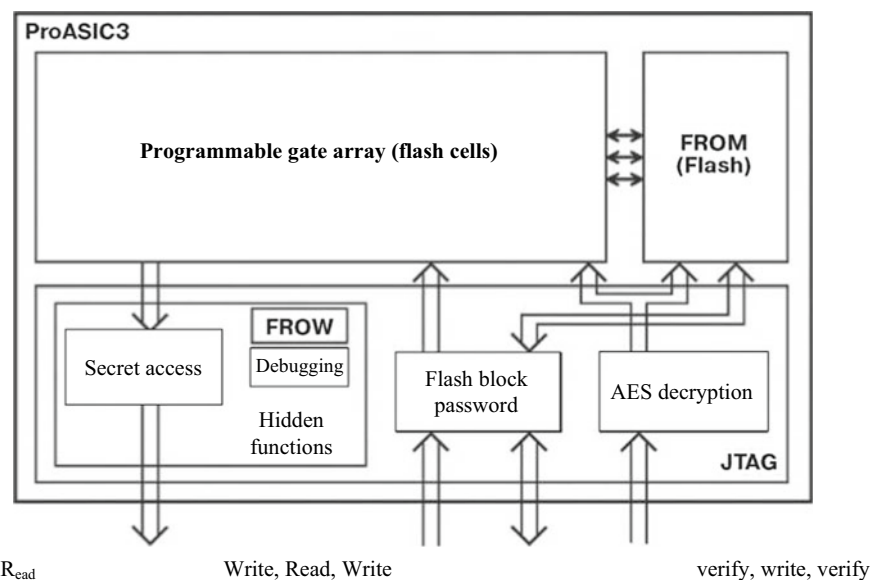 ProASIC3
Programmable gate array (flash cells)
FROM
(Flash)
FROW
Debugging
Secret access
Hidden
functions
Flash block
password
AES decryption
JTAG
Read
Write, Read, Write
verify, write, verify